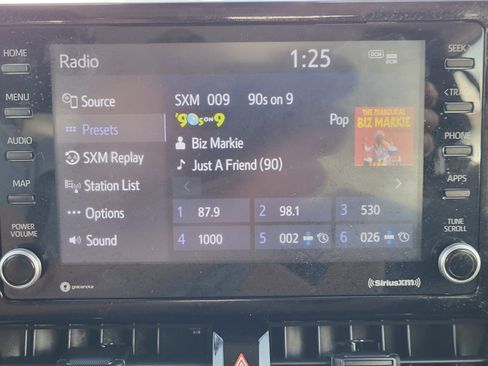 Radio
1:25
DCM
HOME
MENU
AUDIO
MAP
POWER
VOLUME
Source
Presets
SXM Replay
Station List
Options
Sound
SXM 009 90s on 9
'90s ON 9
Pop
Biz Markie
Just A Friend (90)
THE DIABOLICAL
BIZ MARKIE
1 87.9
2 98.1
3 530
4 1000
5 002
6 026
SEEK >
< TRACK
PHONE
APPS
TUNE
SCROLL
gracenote
SiriusXM